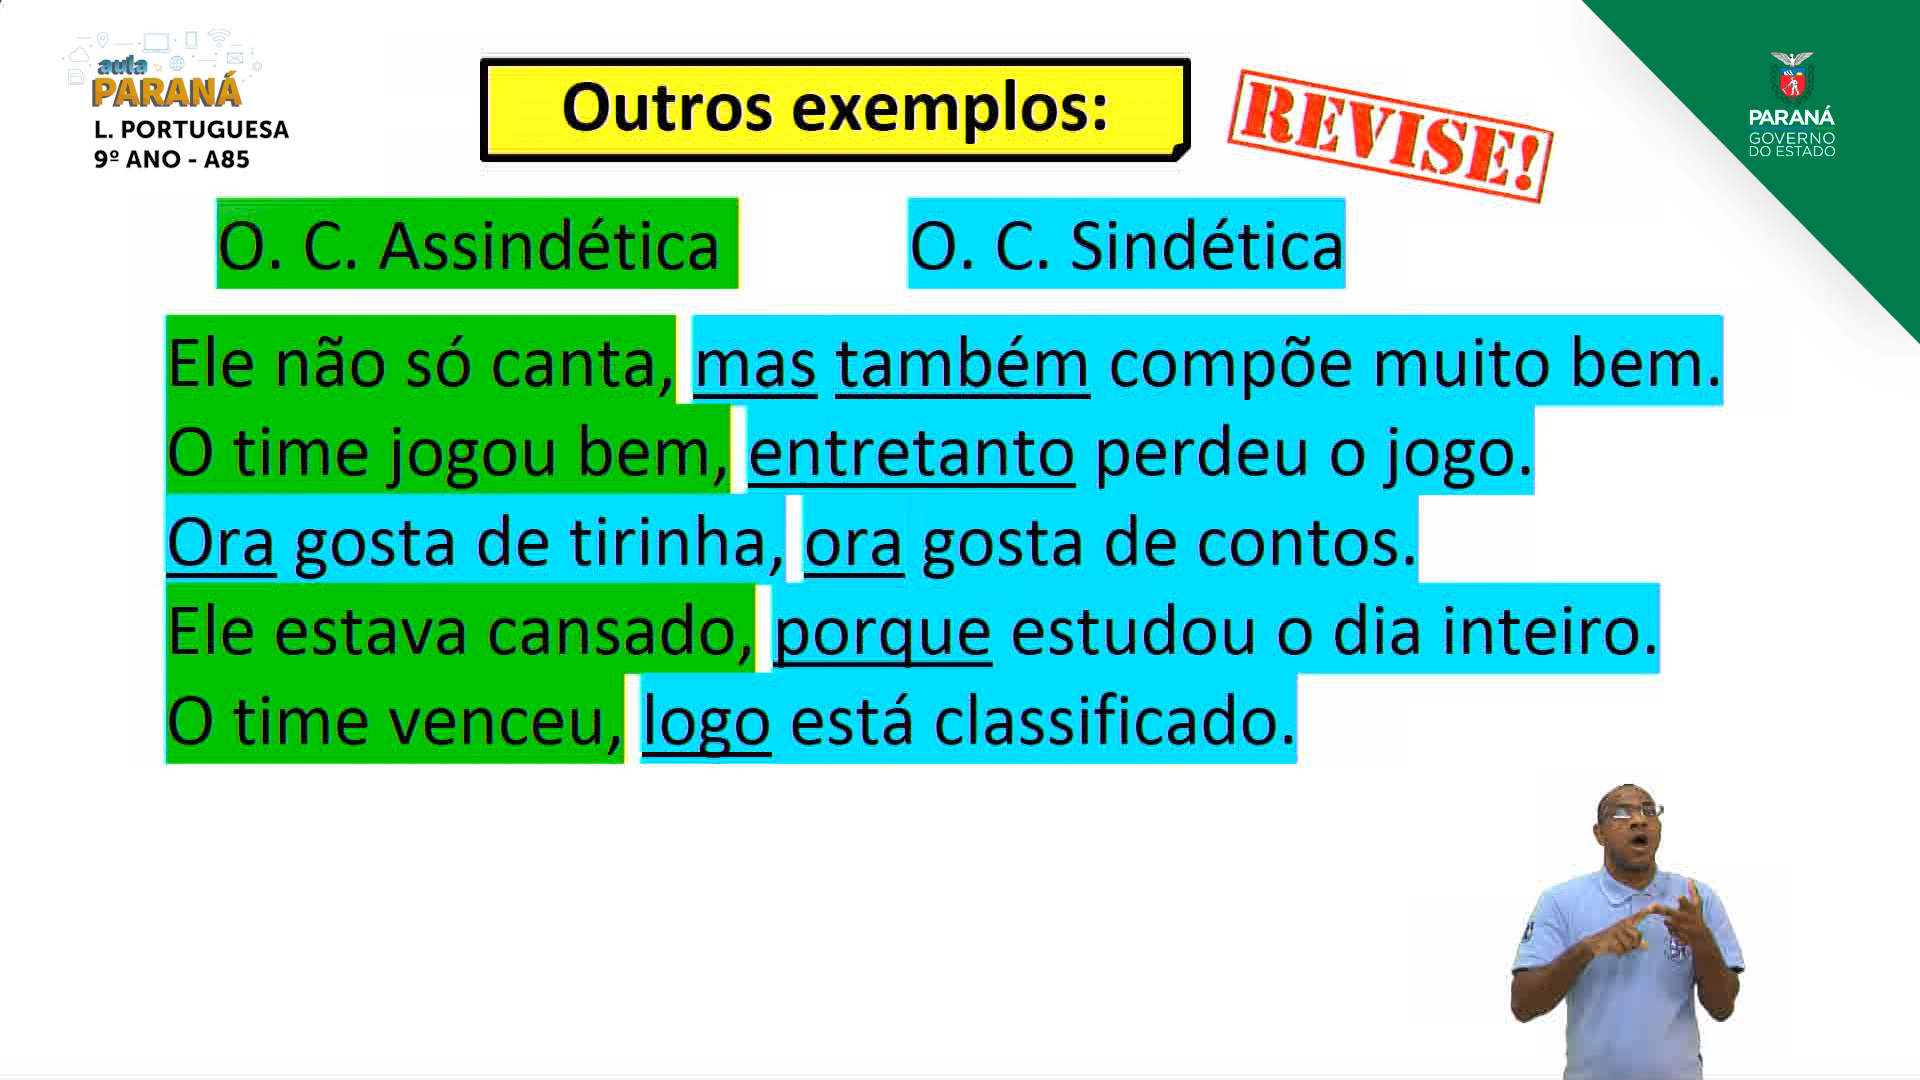 aula
PARANÁ
L. PORTUGUESA
9º ANO - A85
Outros exemplos:
REVISE!
PARANÁ
GOVERNO
DO ESTADO
O. C. Assindética
O. C. Sindética
Ele não só canta, mas também compõe muito bem.
O time jogou bem, entretanto perdeu o jogo.
Ora gosta de tirinha, ora gosta de contos.
Ele estava cansado, porque estudou o dia inteiro.
O time venceu, logo está classificado.